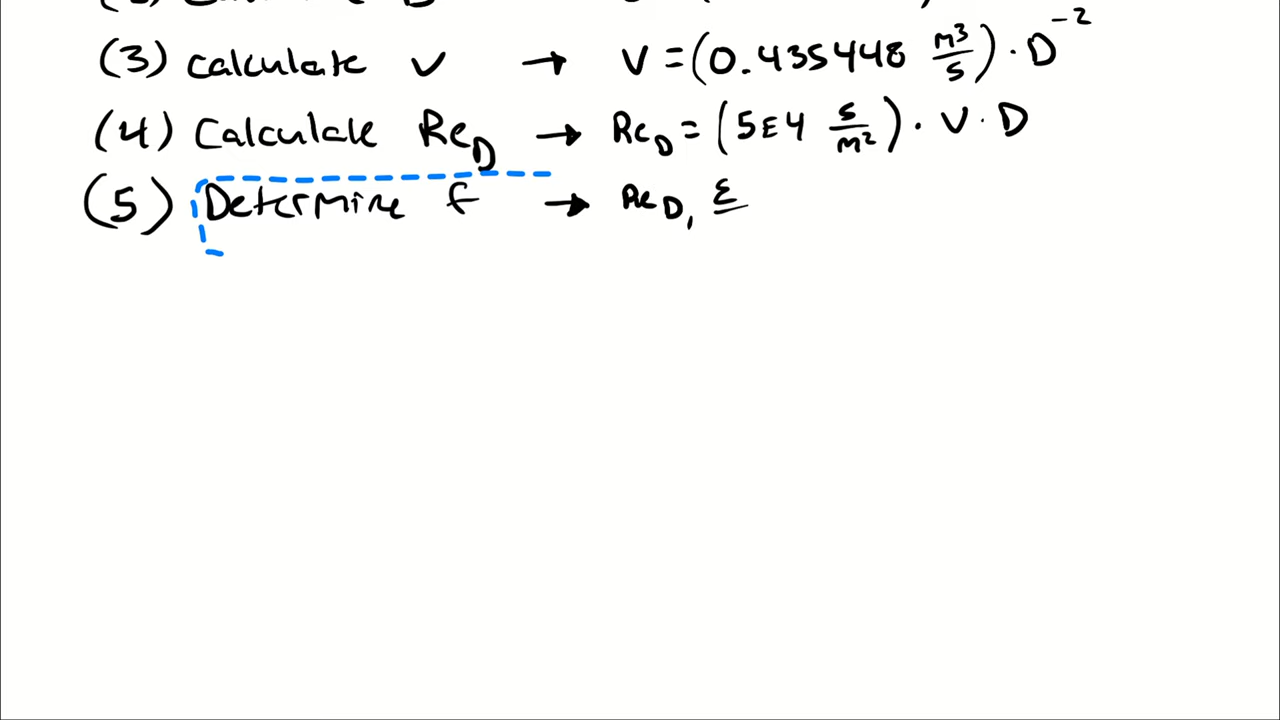 (3) Calculate v → V = (0.435448 m³/s) · D⁻²
(4) Calculate Re_D → Re_D = (5E4 s/m²) · V · D
(5) Determine f → Re_D, ε